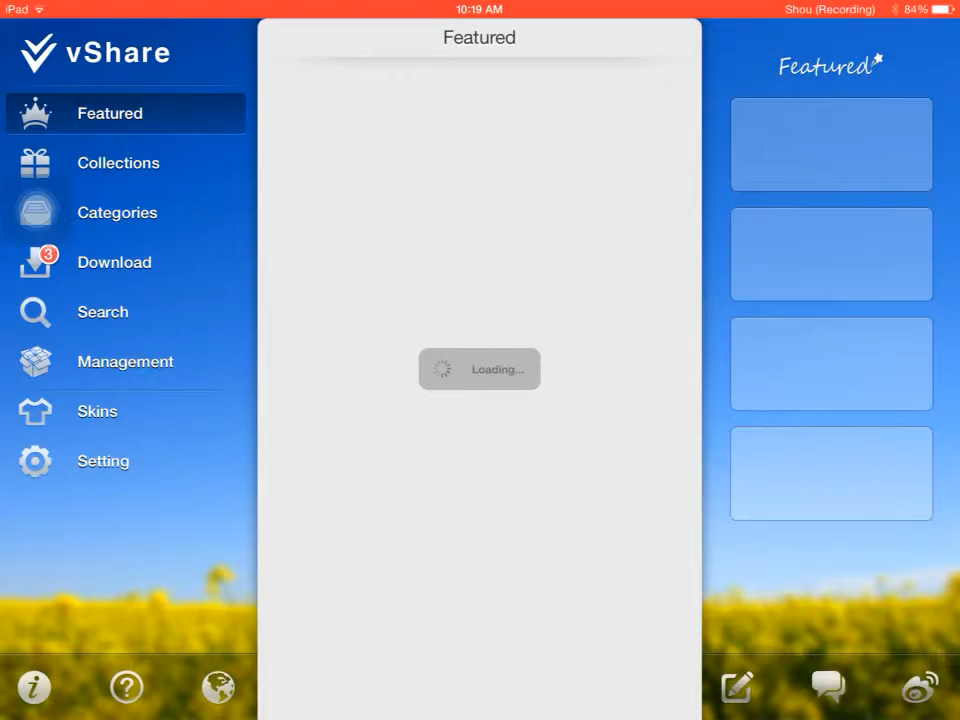 iPad 10:19 AM Shou (Recording) 84%
vShare
Featured
Collections
Categories
3
Download
Search
Management
Skins
Setting
Featured
Loading...
Featured